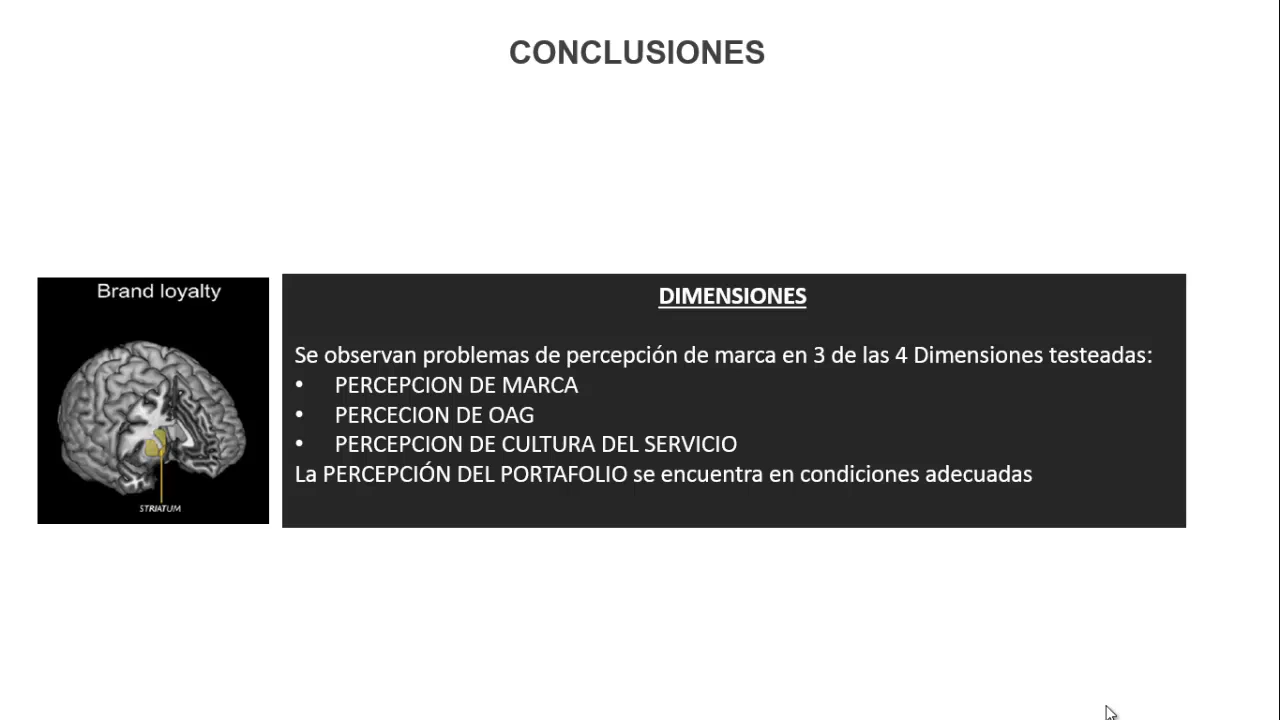 CONCLUSIONES
Brand loyalty
STRIATUM
DIMENSIONES
Se observan problemas de percepción de marca en 3 de las 4 Dimensiones testeadas:
• PERCEPCION DE MARCA
• PERCECION DE OAG
• PERCEPCION DE CULTURA DEL SERVICIO
La PERCEPCIÓN DEL PORTAFOLIO se encuentra en condiciones adecuadas